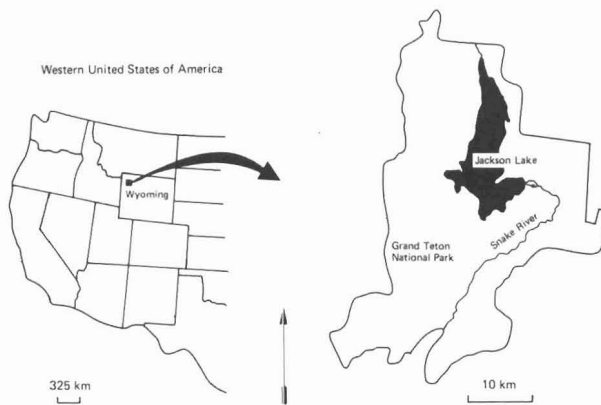 Western United States of America
Wyoming
325 km
Jackson Lake
Snake River
Grand Teton
National Park
10 km